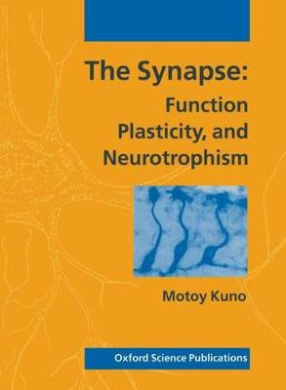 The Synapse:
Function
Plasticity, and
Neurotrophism
Motoy Kuno
Oxford Science Publications